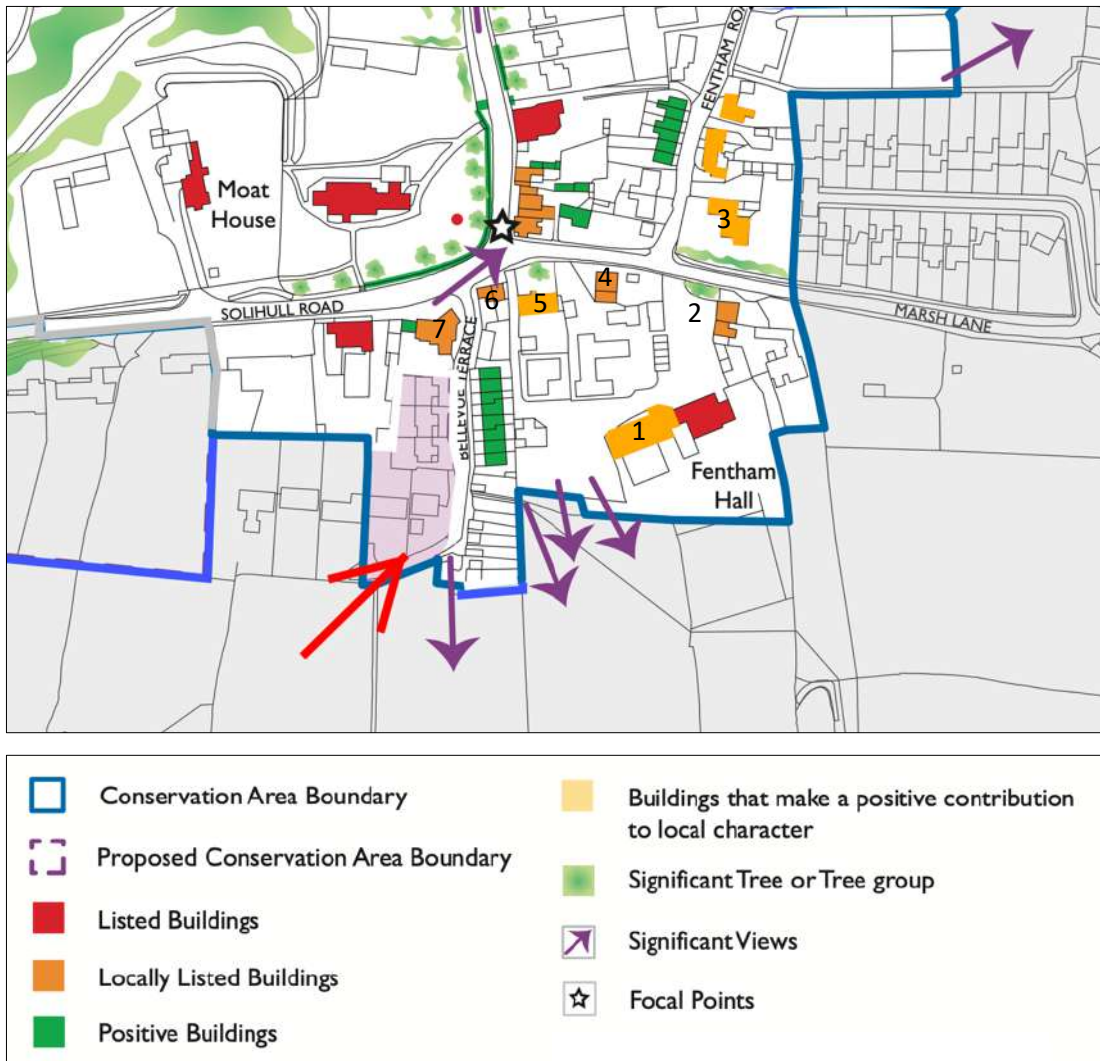 FENTHAM ROAD
3
Moat
House
4
6
5
2
SOLIHULL ROAD
7
MARSH LANE
BELLEVUE TERRACE
1
Fentham
Hall
Conservation Area Boundary
Proposed Conservation Area Boundary
Listed Buildings
Locally Listed Buildings
Positive Buildings
Buildings that make a positive contribution
to local character
Significant Tree or Tree group
Significant Views
Focal Points